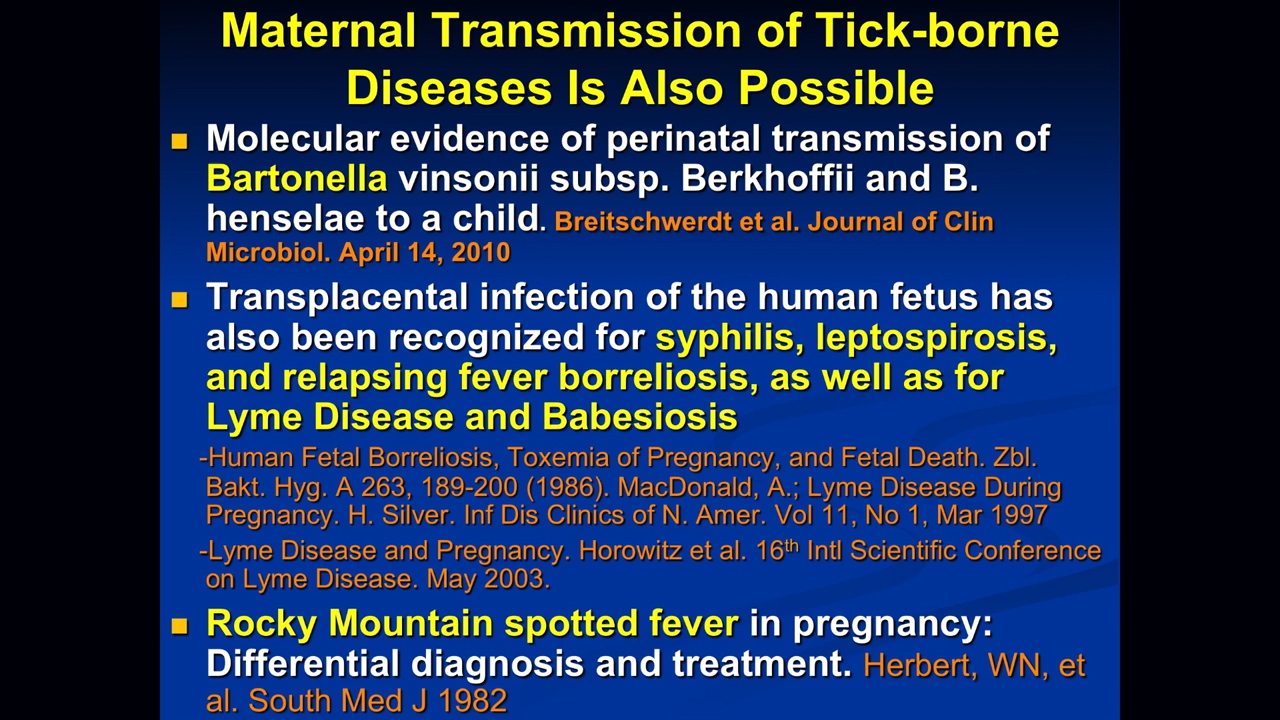 Maternal Transmission of Tick-borne
Diseases Is Also Possible
Molecular evidence of perinatal transmission of
Bartonella vinsonii subsp. Berkhoffii and B.
henselae to a child. Breitschwerdt et al. Journal of Clin
Microbiol. April 14, 2010
Transplacental infection of the human fetus has
also been recognized for syphilis, leptospirosis,
and relapsing fever borreliosis, as well as for
Lyme Disease and Babesiosis
-Human Fetal Borreliosis, Toxemia of Pregnancy, and Fetal Death. Zbl.
Bakt. Hyg. A 263, 189-200 (1986). MacDonald, A.; Lyme Disease During
Pregnancy. H. Silver. Inf Dis Clinics of N. Amer. Vol 11, No 1, Mar 1997
-Lyme Disease and Pregnancy. Horowitz et al. 16th Intl Scientific Conference
on Lyme Disease. May 2003.
Rocky Mountain spotted fever in pregnancy:
Differential diagnosis and treatment. Herbert, WN, et
al. South Med J 1982